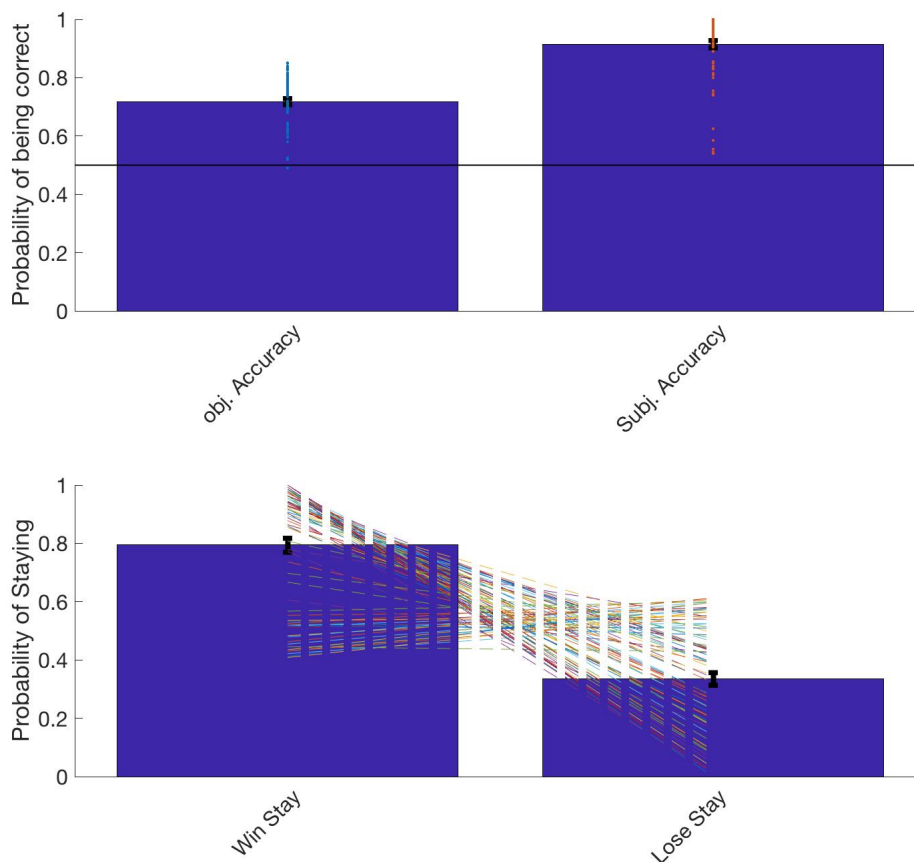 Probability of being correct
1
0.8
0.6
0.4
0.2
0
obj. Accuracy
Subj. Accuracy
Probability of Staying
1
0.8
0.6
0.4
0.2
0
Win Stay
Lose Stay